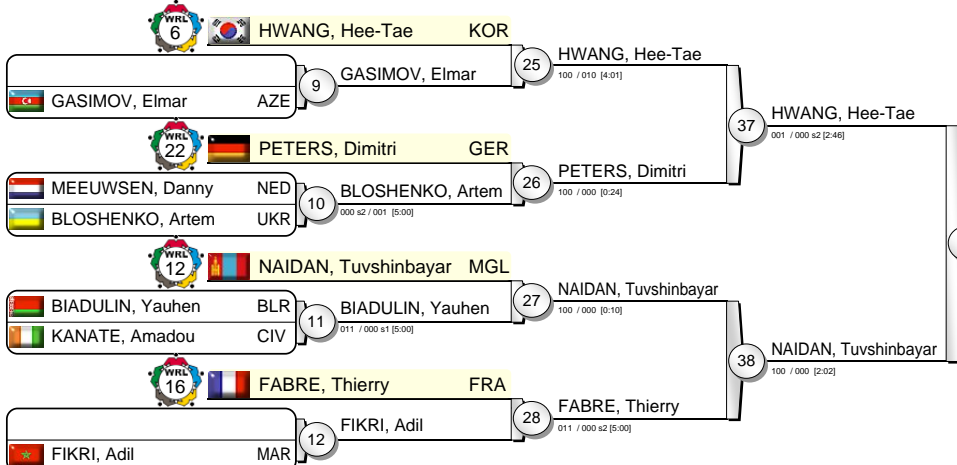 WRL
6
HWANG, Hee-Tae KOR
GASIMOV, Elmar AZE
9
GASIMOV, Elmar
25
HWANG, Hee-Tae
100 / 010 [4:01]
WRL
22
PETERS, Dimitri GER
MEEUWSEN, Danny NED
BLOSHENKO, Artem UKR
10
BLOSHENKO, Artem
000 s2 / 001 [5:00]
26
PETERS, Dimitri
100 / 000 [0:24]
37
HWANG, Hee-Tae
001 / 000 s2 [2:46]
WRL
12
NAIDAN, Tuvshinbayar MGL
BIADULIN, Yauhen BLR
KANATE, Amadou CIV
11
BIADULIN, Yauhen
011 / 000 s1 [5:00]
27
NAIDAN, Tuvshinbayar
100 / 000 [0:10]
WRL
16
FABRE, Thierry FRA
FIKRI, Adil MAR
12
FIKRI, Adil
28
FABRE, Thierry
011 / 000 s2 [5:00]
38
NAIDAN, Tuvshinbayar
100 / 000 [2:02]